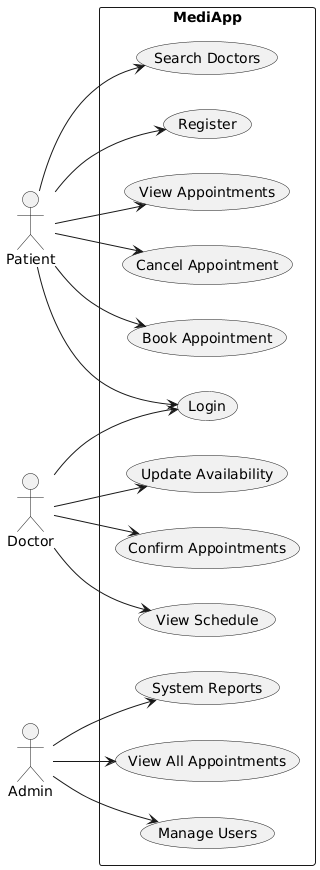 MediApp
Search Doctors
Register
View Appointments
Patient
Cancel Appointment
Book Appointment
Login
Update Availability
Doctor
Confirm Appointments
View Schedule
System Reports
View All Appointments
Admin
Manage Users